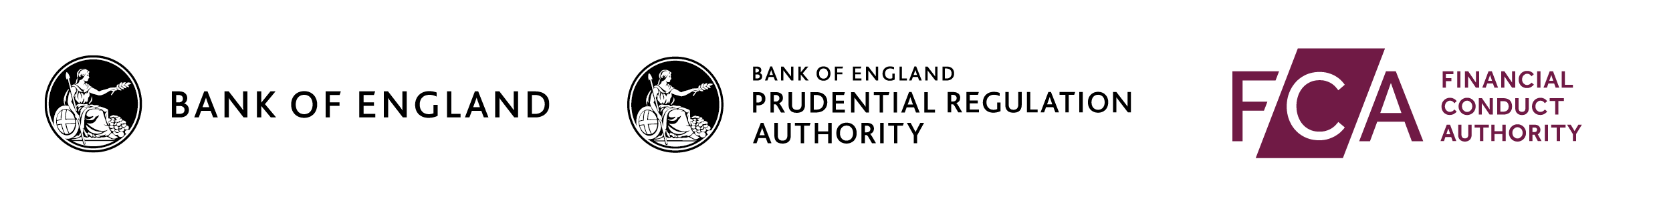 BANK OF ENGLAND
BANK OF ENGLAND
PRUDENTIAL REGULATION
AUTHORITY
FCA
FINANCIAL
CONDUCT
AUTHORITY